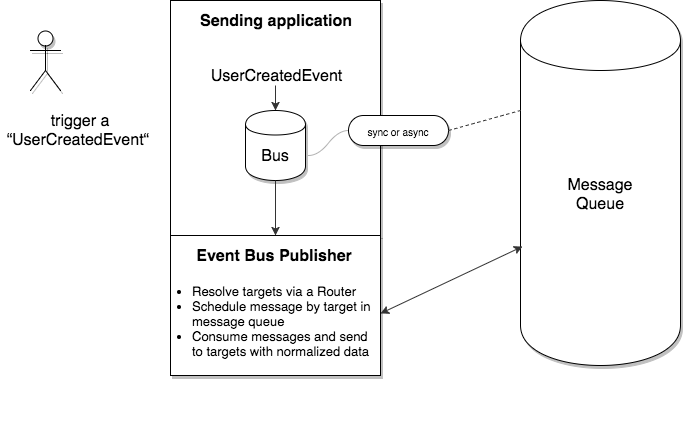 Sending application
UserCreatedEvent
trigger a
“UserCreatedEvent“
Bus
sync or async
Message
Queue
Event Bus Publisher
• Resolve targets via a Router
• Schedule message by target in
message queue
• Consume messages and send
to targets with normalized data